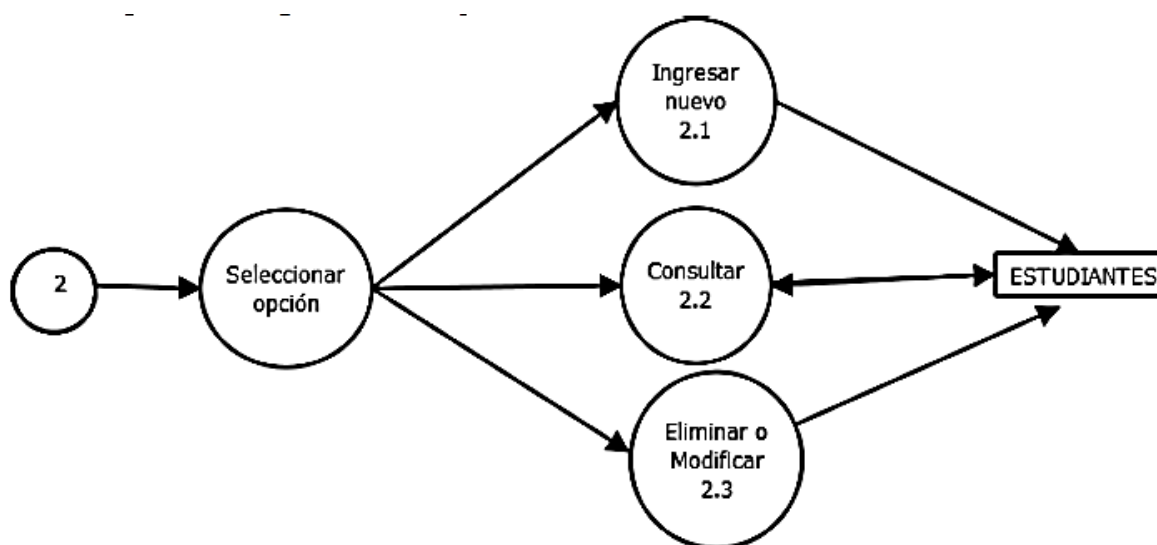 Ingresar
nuevo
2.1
2
Seleccionar
opción
Consultar
2.2
ESTUDIANTES
Eliminar o
Modificar
2.3